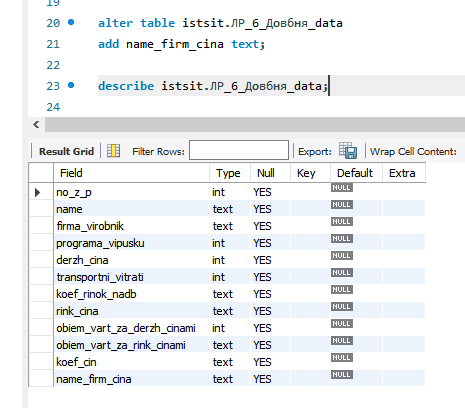 19
20 alter table istsit.ЛР_6_Довбня_data
21 add name_firm_cina text;
22
23 describe istsit.ЛР_6_Довбня_data;
24
Result Grid Filter Rows: Export: Wrap Cell Content:
Field Type Null Key Default Extra
no_z_p int YES NULL
name text YES NULL
firma_virobnik text YES NULL
programa_vipusku int YES NULL
derzh_cina int YES NULL
transportni_vitrati int YES NULL
koef_rinok_nadb text YES NULL
rink_cina text YES NULL
obiem_vart_za_derzh_cinami int YES NULL
obiem_vart_za_rink_cinami text YES NULL
koef_cin text YES NULL
name_firm_cina text YES NULL